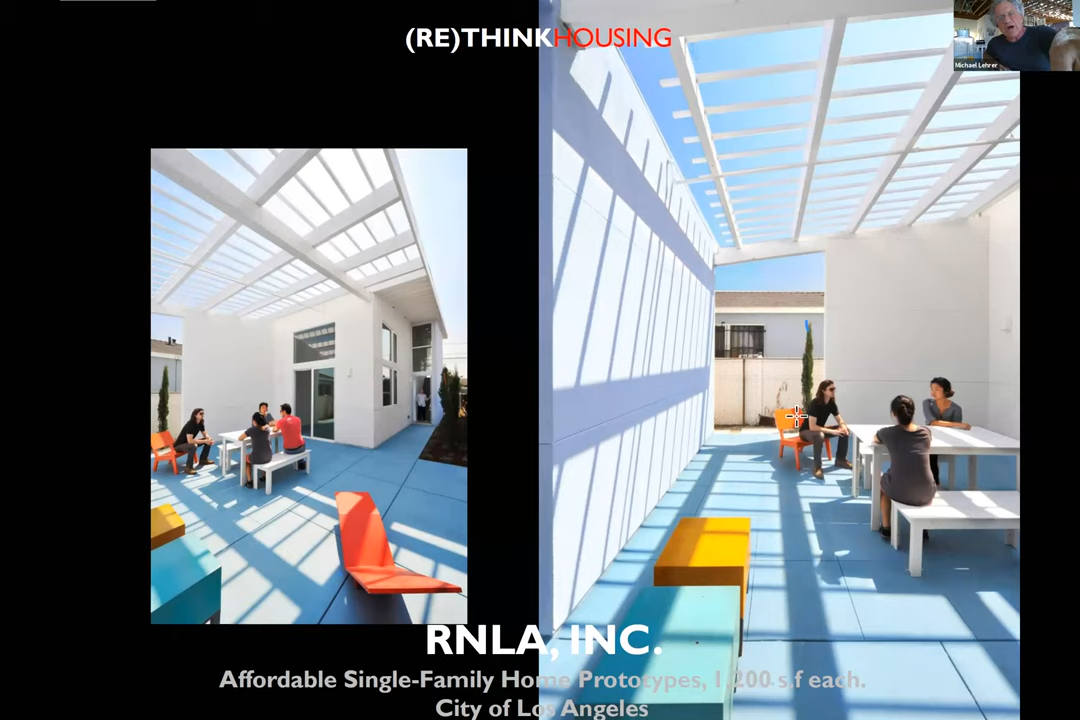 (RE)THINKHOUSING
Michael Lehrer
RNLA, INC.
Affordable Single-Family Home Prototypes, 1,200 s.f each.
City of Los Angeles